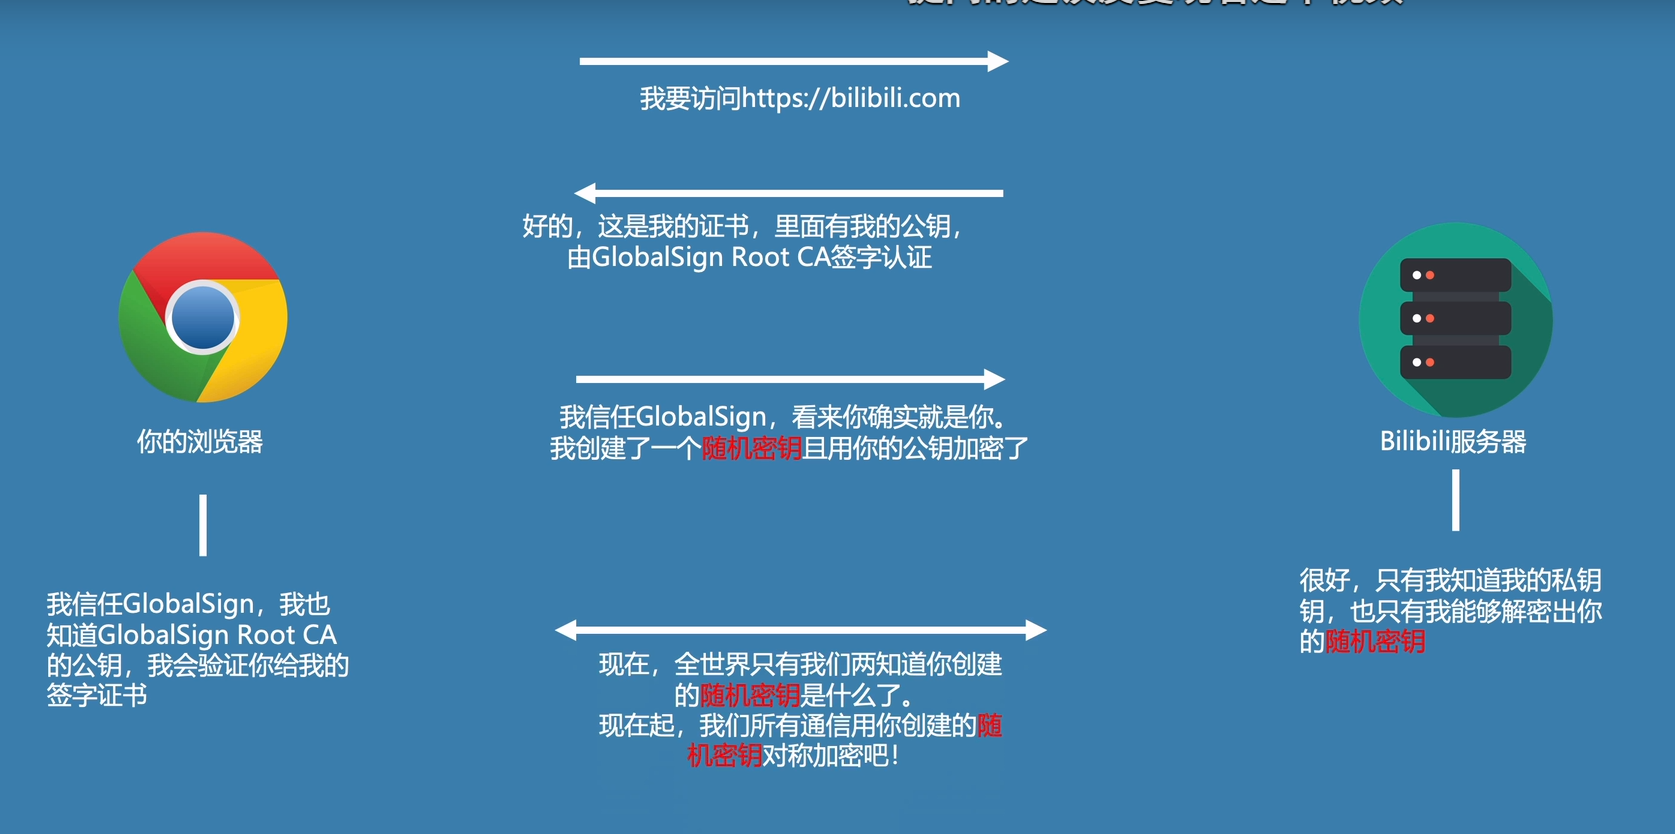 我要访问https://bilibili.com
好的，这是我的证书，里面有我的公钥，
由GlobalSign Root CA签字认证
我信任GlobalSign，看来你确实就是你。
我创建了一个随机密钥且用你的公钥加密了
你的浏览器
Bilibili服务器
我信任GlobalSign，我也
知道GlobalSign Root CA
的公钥，我会验证你给我的
签字证书
很好，只有我知道我的私钥
钥，也只有我能够解密出你
的随机密钥
现在，全世界只有我们两知道你创建
的随机密钥是什么了。
现在起，我们所有通信用你创建的随
机密钥对称加密吧！